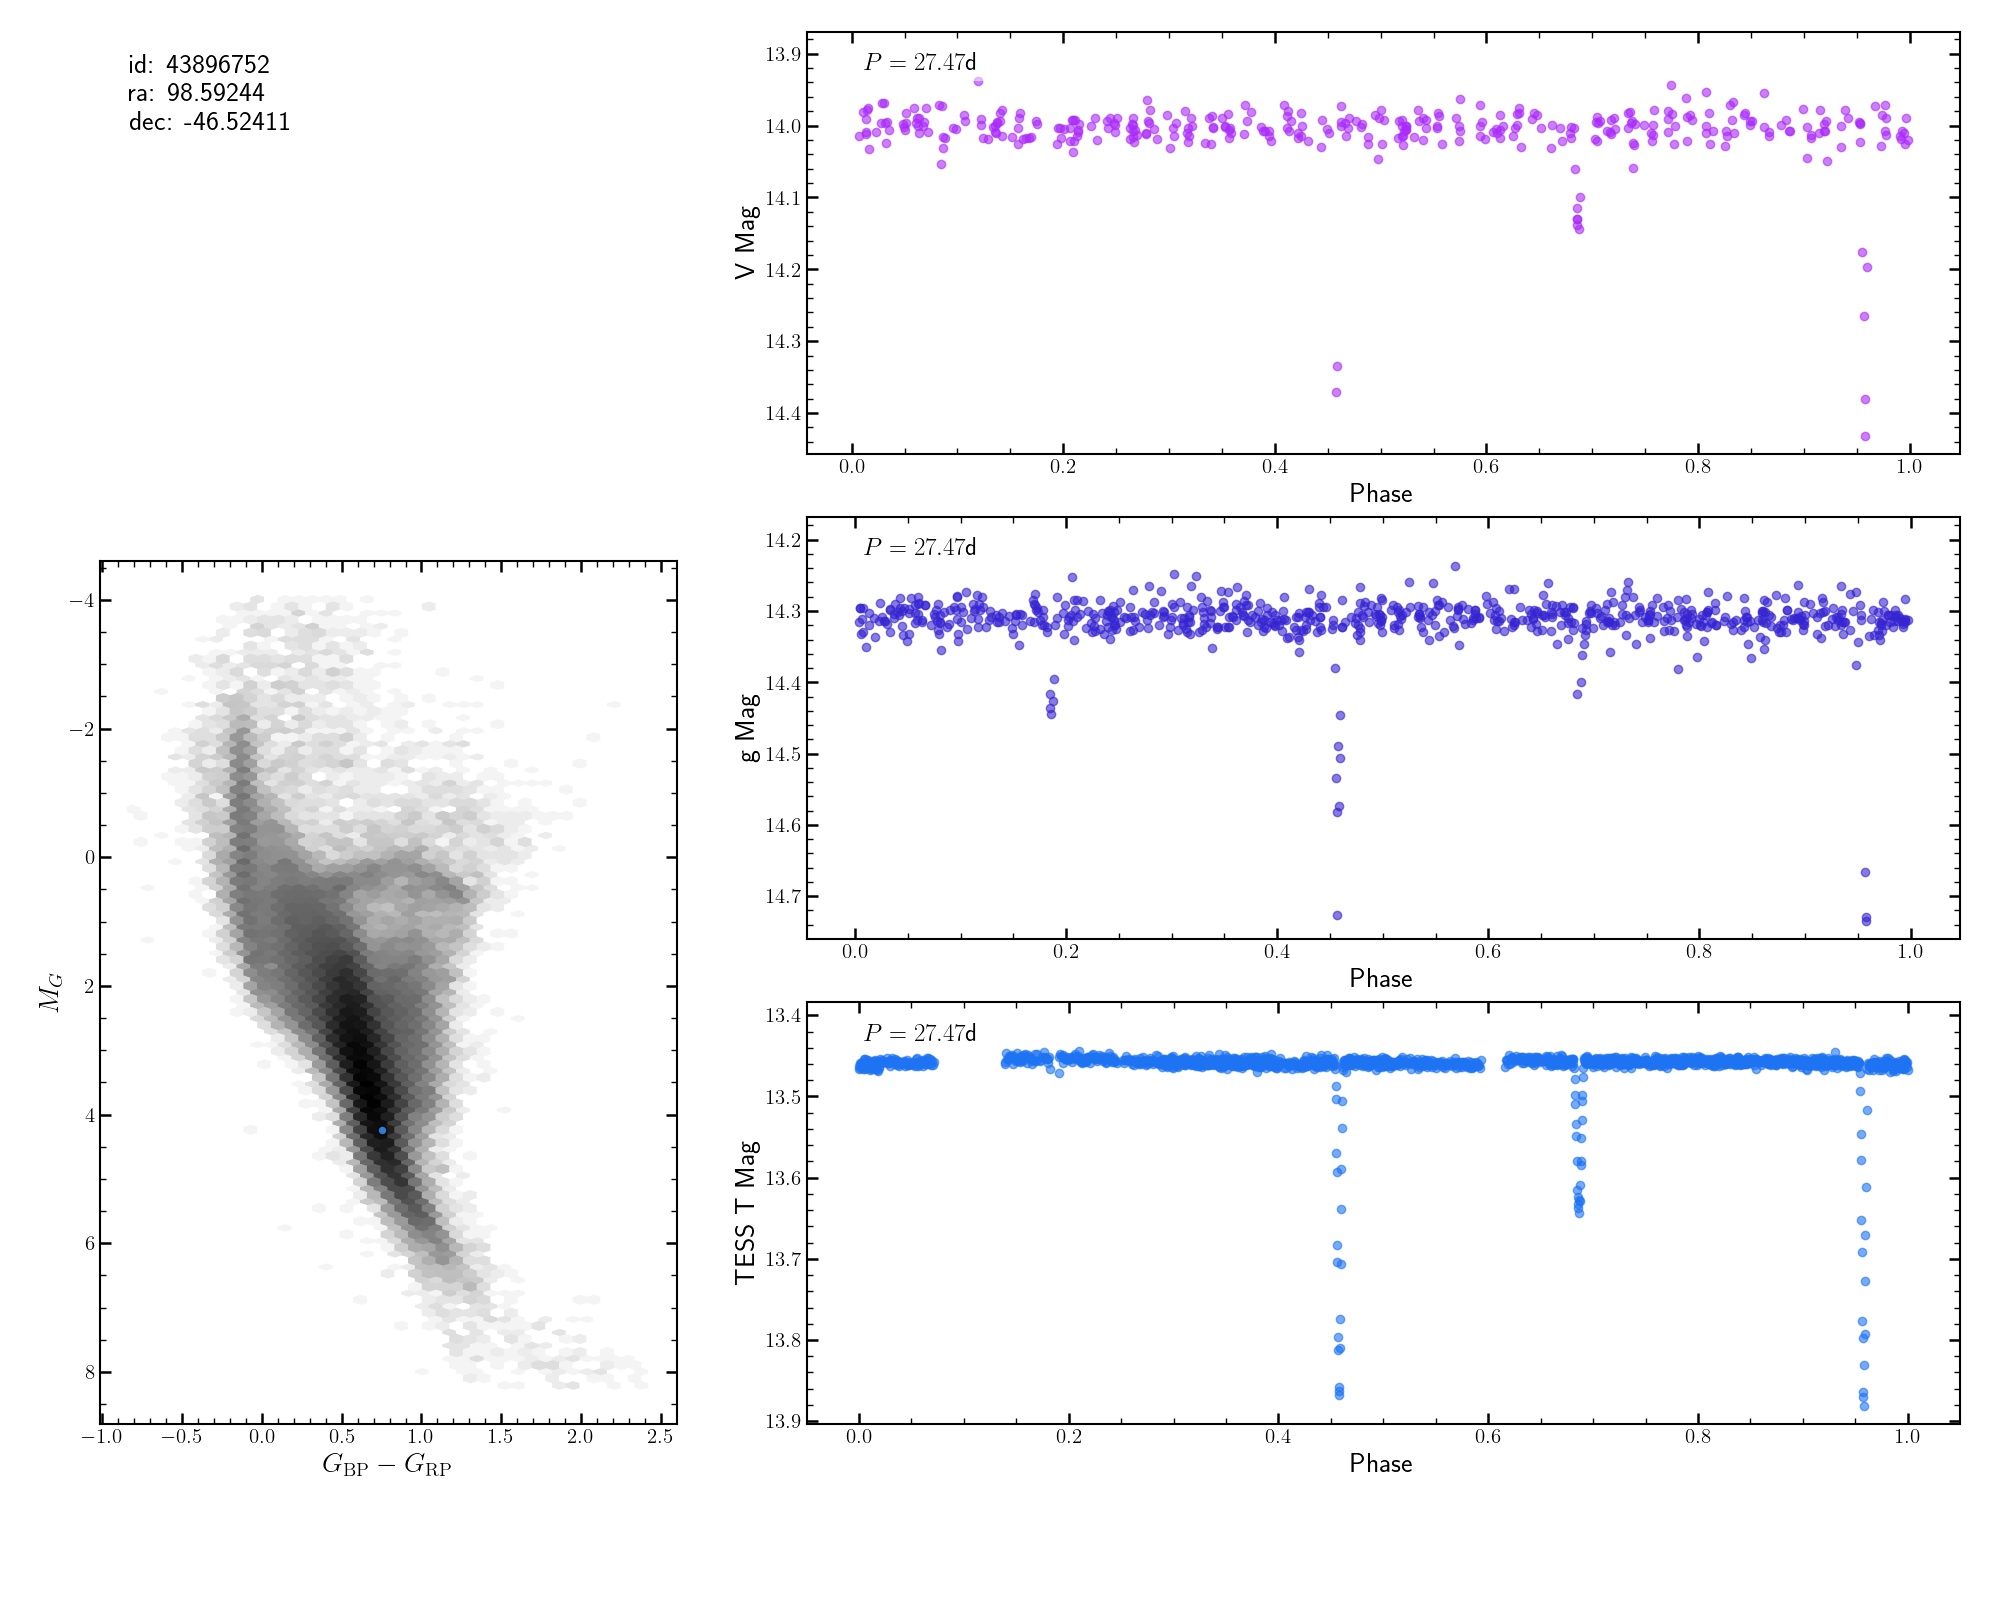 id: 43896752
ra: 98.59244
dec: -46.52411
P = 27.47d
13.9
14.0
14.1
14.2
14.3
14.4
V Mag
0.0 0.2 0.4 0.6 0.8 1.0
Phase
P = 27.47d
14.2
14.3
14.4
14.5
14.6
14.7
g Mag
0.0 0.2 0.4 0.6 0.8 1.0
Phase
P = 27.47d
13.4
13.5
13.6
13.7
13.8
13.9
TESS T Mag
0.0 0.2 0.4 0.6 0.8 1.0
Phase
−4
−2
0
2
4
6
8
M_G
−1.0 −0.5 0.0 0.5 1.0 1.5 2.0 2.5
G_BP − G_RP